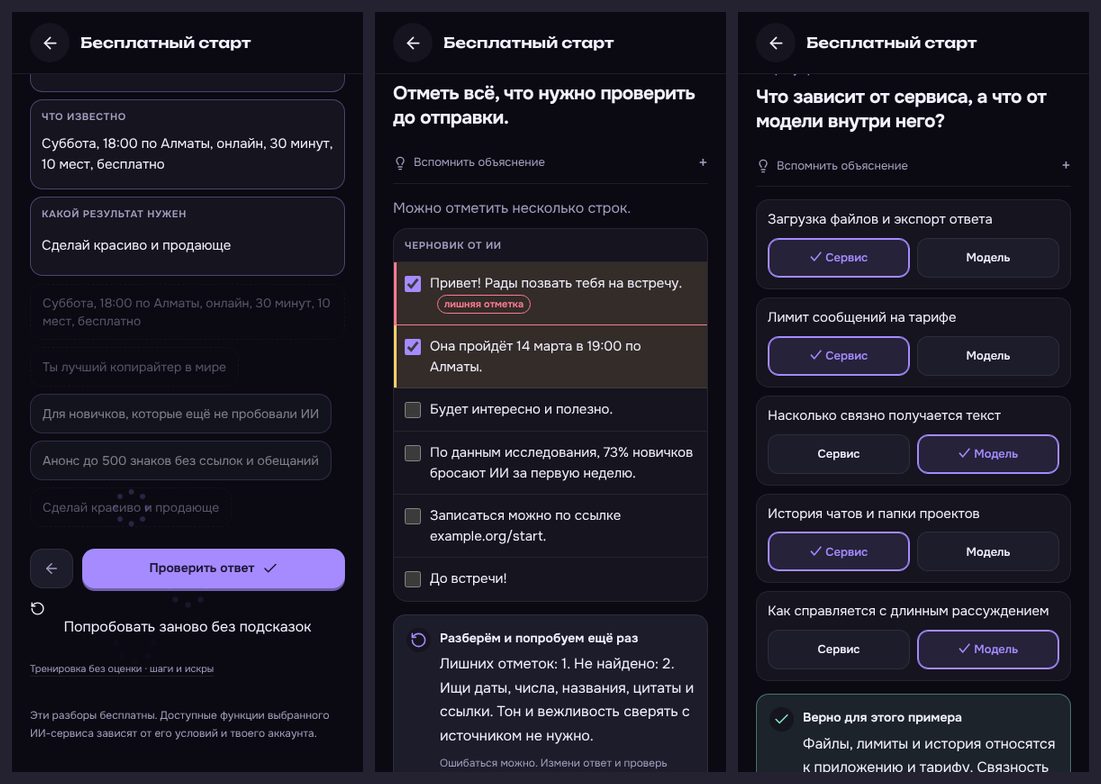 Бесплатный старт
ЧТО ИЗВЕСТНО
Суббота, 18:00 по Алматы, онлайн, 30 минут,
10 мест, бесплатно
КАКОЙ РЕЗУЛЬТАТ НУЖЕН
Сделай красиво и продающе
Суббота, 18:00 по Алматы, онлайн, 30 минут, 10
мест, бесплатно
Ты лучший копирайтер в мире
Для новичков, которые ещё не пробовали ИИ
Анонс до 500 знаков без ссылок и обещаний
Сделай красиво и продающе
Проверить ответ
Попробовать заново без подсказок
Тренировка без оценки · шаги и искры
Эти разборы бесплатны. Доступные функции выбранного
ИИ-сервиса зависят от его условий и твоего аккаунта.
Бесплатный старт
Отметь всё, что нужно проверить
до отправки.
Вспомнить объяснение +
Можно отметить несколько строк.
ЧЕРНОВИК ОТ ИИ
Привет! Рады позвать тебя на встречу.
лишняя отметка
Она пройдёт 14 марта в 19:00 по
Алматы.
Будет интересно и полезно.
По данным исследования, 73% новичков
бросают ИИ за первую неделю.
Записаться можно по ссылке
example.org/start.
До встречи!
Разберём и попробуем ещё раз
Лишних отметок: 1. Не найдено: 2.
Ищи даты, числа, названия, цитаты и
ссылки. Тон и вежливость сверять с
источником не нужно.
Ошибаться можно. Измени ответ и проверь
Бесплатный старт
Что зависит от сервиса, а что от
модели внутри него?
Вспомнить объяснение +
Загрузка файлов и экспорт ответа
Сервис Модель
Лимит сообщений на тарифе
Сервис Модель
Насколько связно получается текст
Сервис Модель
История чатов и папки проектов
Сервис Модель
Как справляется с длинным рассуждением
Сервис Модель
Верно для этого примера
Файлы, лимиты и история относятся
к приложению и тарифу. Связность